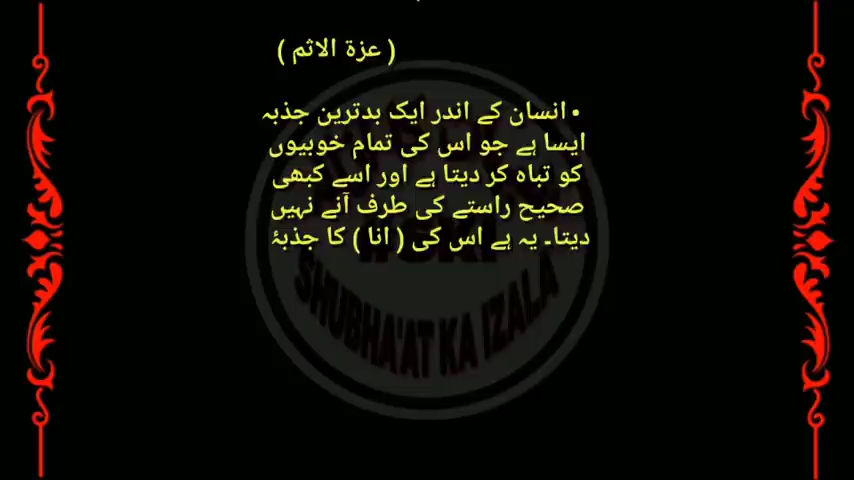 ( عزۃ الاثم )
• انسان کے اندر ایک بدترین جذبہ
ایسا ہے جو اس کی تمام خوبیوں
کو تباہ کر دیتا ہے اور اسے کبھی
صحیح راستے کی طرف آنے نہیں
دیتا۔ یہ ہے اس کی ( انا ) کا جذبۂ
SHUBHA'AT KA IZALA